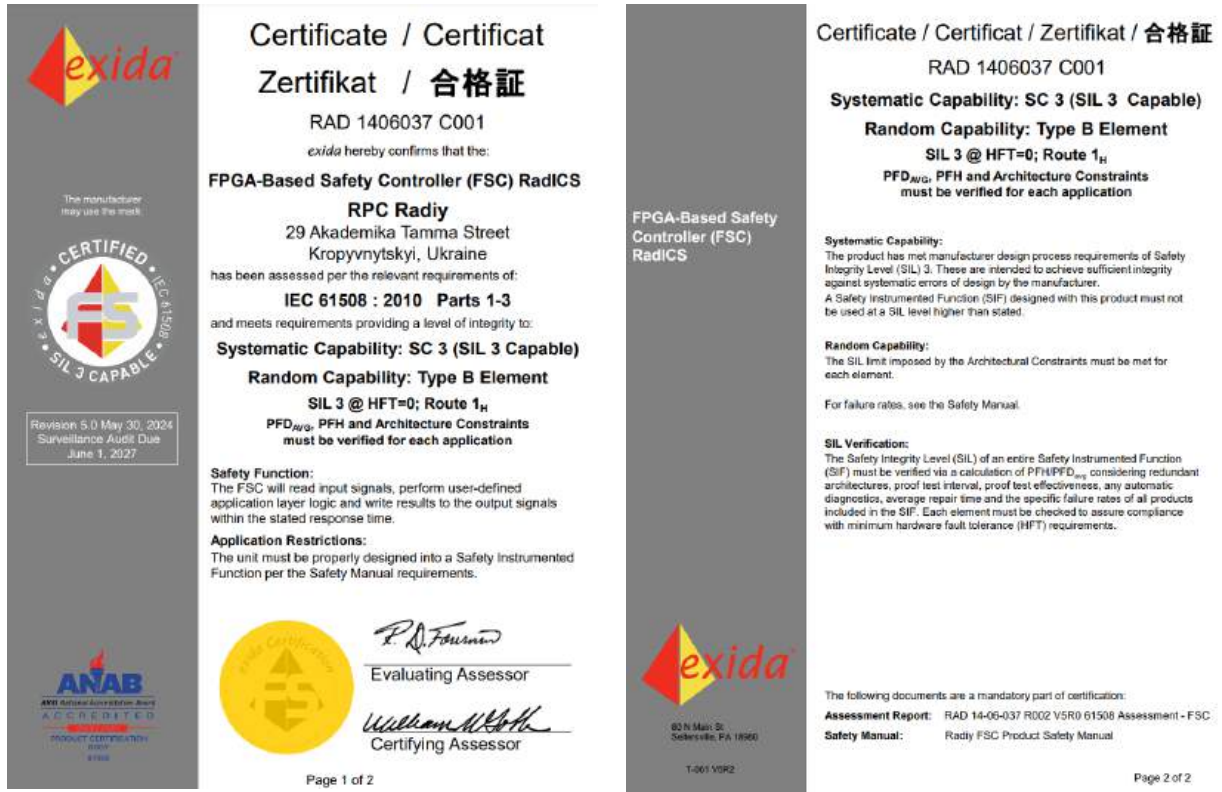 exida
The manufacturer
may use the mark:
exida • CERTIFIED • IEC 61508 •
FS
SIL 3 CAPABLE
Revision 5.0 May 30, 2024
Surveillance Audit Due
June 1, 2027
ANAB
ANSI National Accreditation Board
ACCREDITED
PRODUCT CERTIFICATION
BODY
Certificate / Certificat
Zertifikat / 合格証
RAD 1406037 C001
exida hereby confirms that the:
FPGA-Based Safety Controller (FSC) RadICS
RPC Radiy
29 Akademika Tamma Street
Kropyvnytskyi, Ukraine
has been assessed per the relevant requirements of:
IEC 61508 : 2010 Parts 1-3
and meets requirements providing a level of integrity to:
Systematic Capability: SC 3 (SIL 3 Capable)
Random Capability: Type B Element
SIL 3 @ HFT=0; Route 1H
PFDAVG, PFH and Architecture Constraints
must be verified for each application
Safety Function:
The FSC will read input signals, perform user-defined
application layer logic and write results to the output signals
within the stated response time.
Application Restrictions:
The unit must be properly designed into a Safety Instrumented
Function per the Safety Manual requirements.
exida Certification
FS
Evaluating Assessor
Certifying Assessor
Page 1 of 2
FPGA-Based Safety
Controller (FSC)
RadICS
exida
80 N Main St
Sellersville, PA 18960
T-061 V5R2
Certificate / Certificat / Zertifikat / 合格証
RAD 1406037 C001
Systematic Capability: SC 3 (SIL 3 Capable)
Random Capability: Type B Element
SIL 3 @ HFT=0; Route 1H
PFDAVG, PFH and Architecture Constraints
must be verified for each application
Systematic Capability:
The product has met manufacturer design process requirements of Safety
Integrity Level (SIL) 3. These are intended to achieve sufficient integrity
against systematic errors of design by the manufacturer.
A Safety Instrumented Function (SIF) designed with this product must not
be used at a SIL level higher than stated.
Random Capability:
The SIL limit imposed by the Architectural Constraints must be met for
each element.
For failure rates, see the Safety Manual.
SIL Verification:
The Safety Integrity Level (SIL) of an entire Safety Instrumented Function
(SIF) must be verified via a calculation of PFH/PFDavg considering redundant
architectures, proof test interval, proof test effectiveness, any automatic
diagnostics, average repair time and the specific failure rates of all products
included in the SIF. Each element must be checked to assure compliance
with minimum hardware fault tolerance (HFT) requirements.
The following documents are a mandatory part of certification:
Assessment Report: RAD 14-06-037 R002 V5R0 61508 Assessment - FSC
Safety Manual: Radiy FSC Product Safety Manual
Page 2 of 2